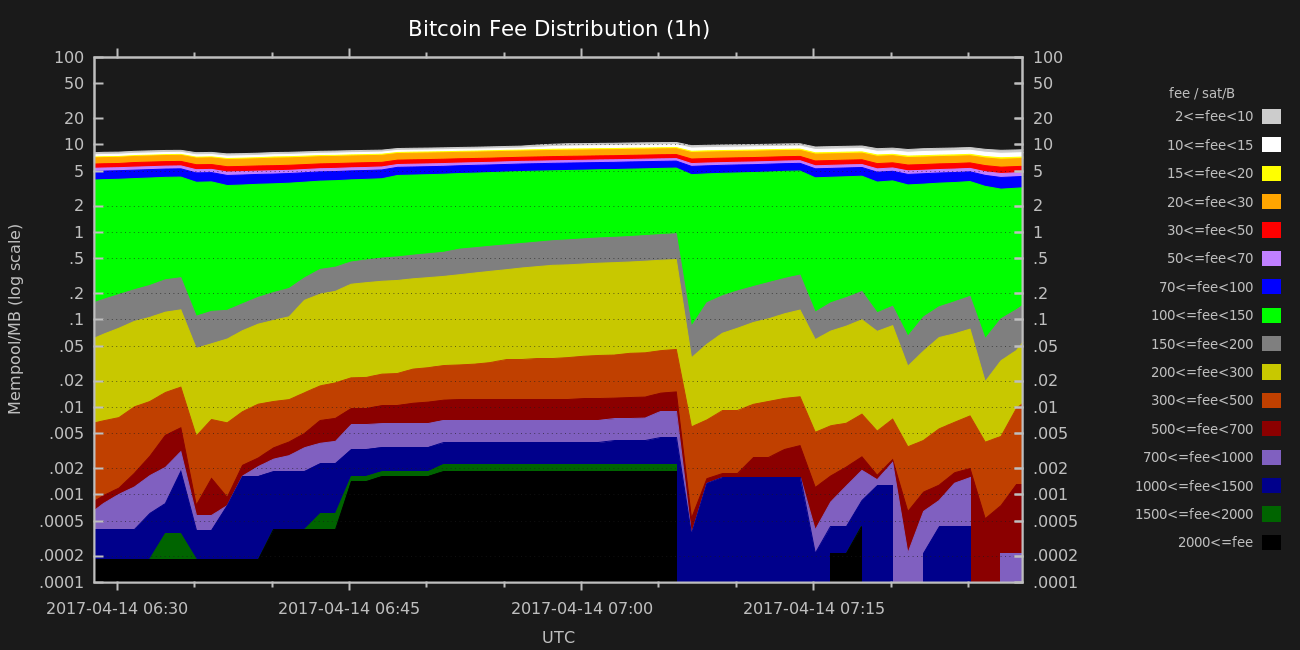 Bitcoin Fee Distribution (1h)
Mempool/MB (log scale)
100
50
20
10
5
2
1
.5
.2
.1
.05
.02
.01
.005
.002
.001
.0005
.0002
.0001
100
50
20
10
5
2
1
.5
.2
.1
.05
.02
.01
.005
.002
.001
.0005
.0002
.0001
2017-04-14 06:30
2017-04-14 06:45
2017-04-14 07:00
2017-04-14 07:15
UTC
fee / sat/B
2<=fee<10
10<=fee<15
15<=fee<20
20<=fee<30
30<=fee<50
50<=fee<70
70<=fee<100
100<=fee<150
150<=fee<200
200<=fee<300
300<=fee<500
500<=fee<700
700<=fee<1000
1000<=fee<1500
1500<=fee<2000
2000<=fee